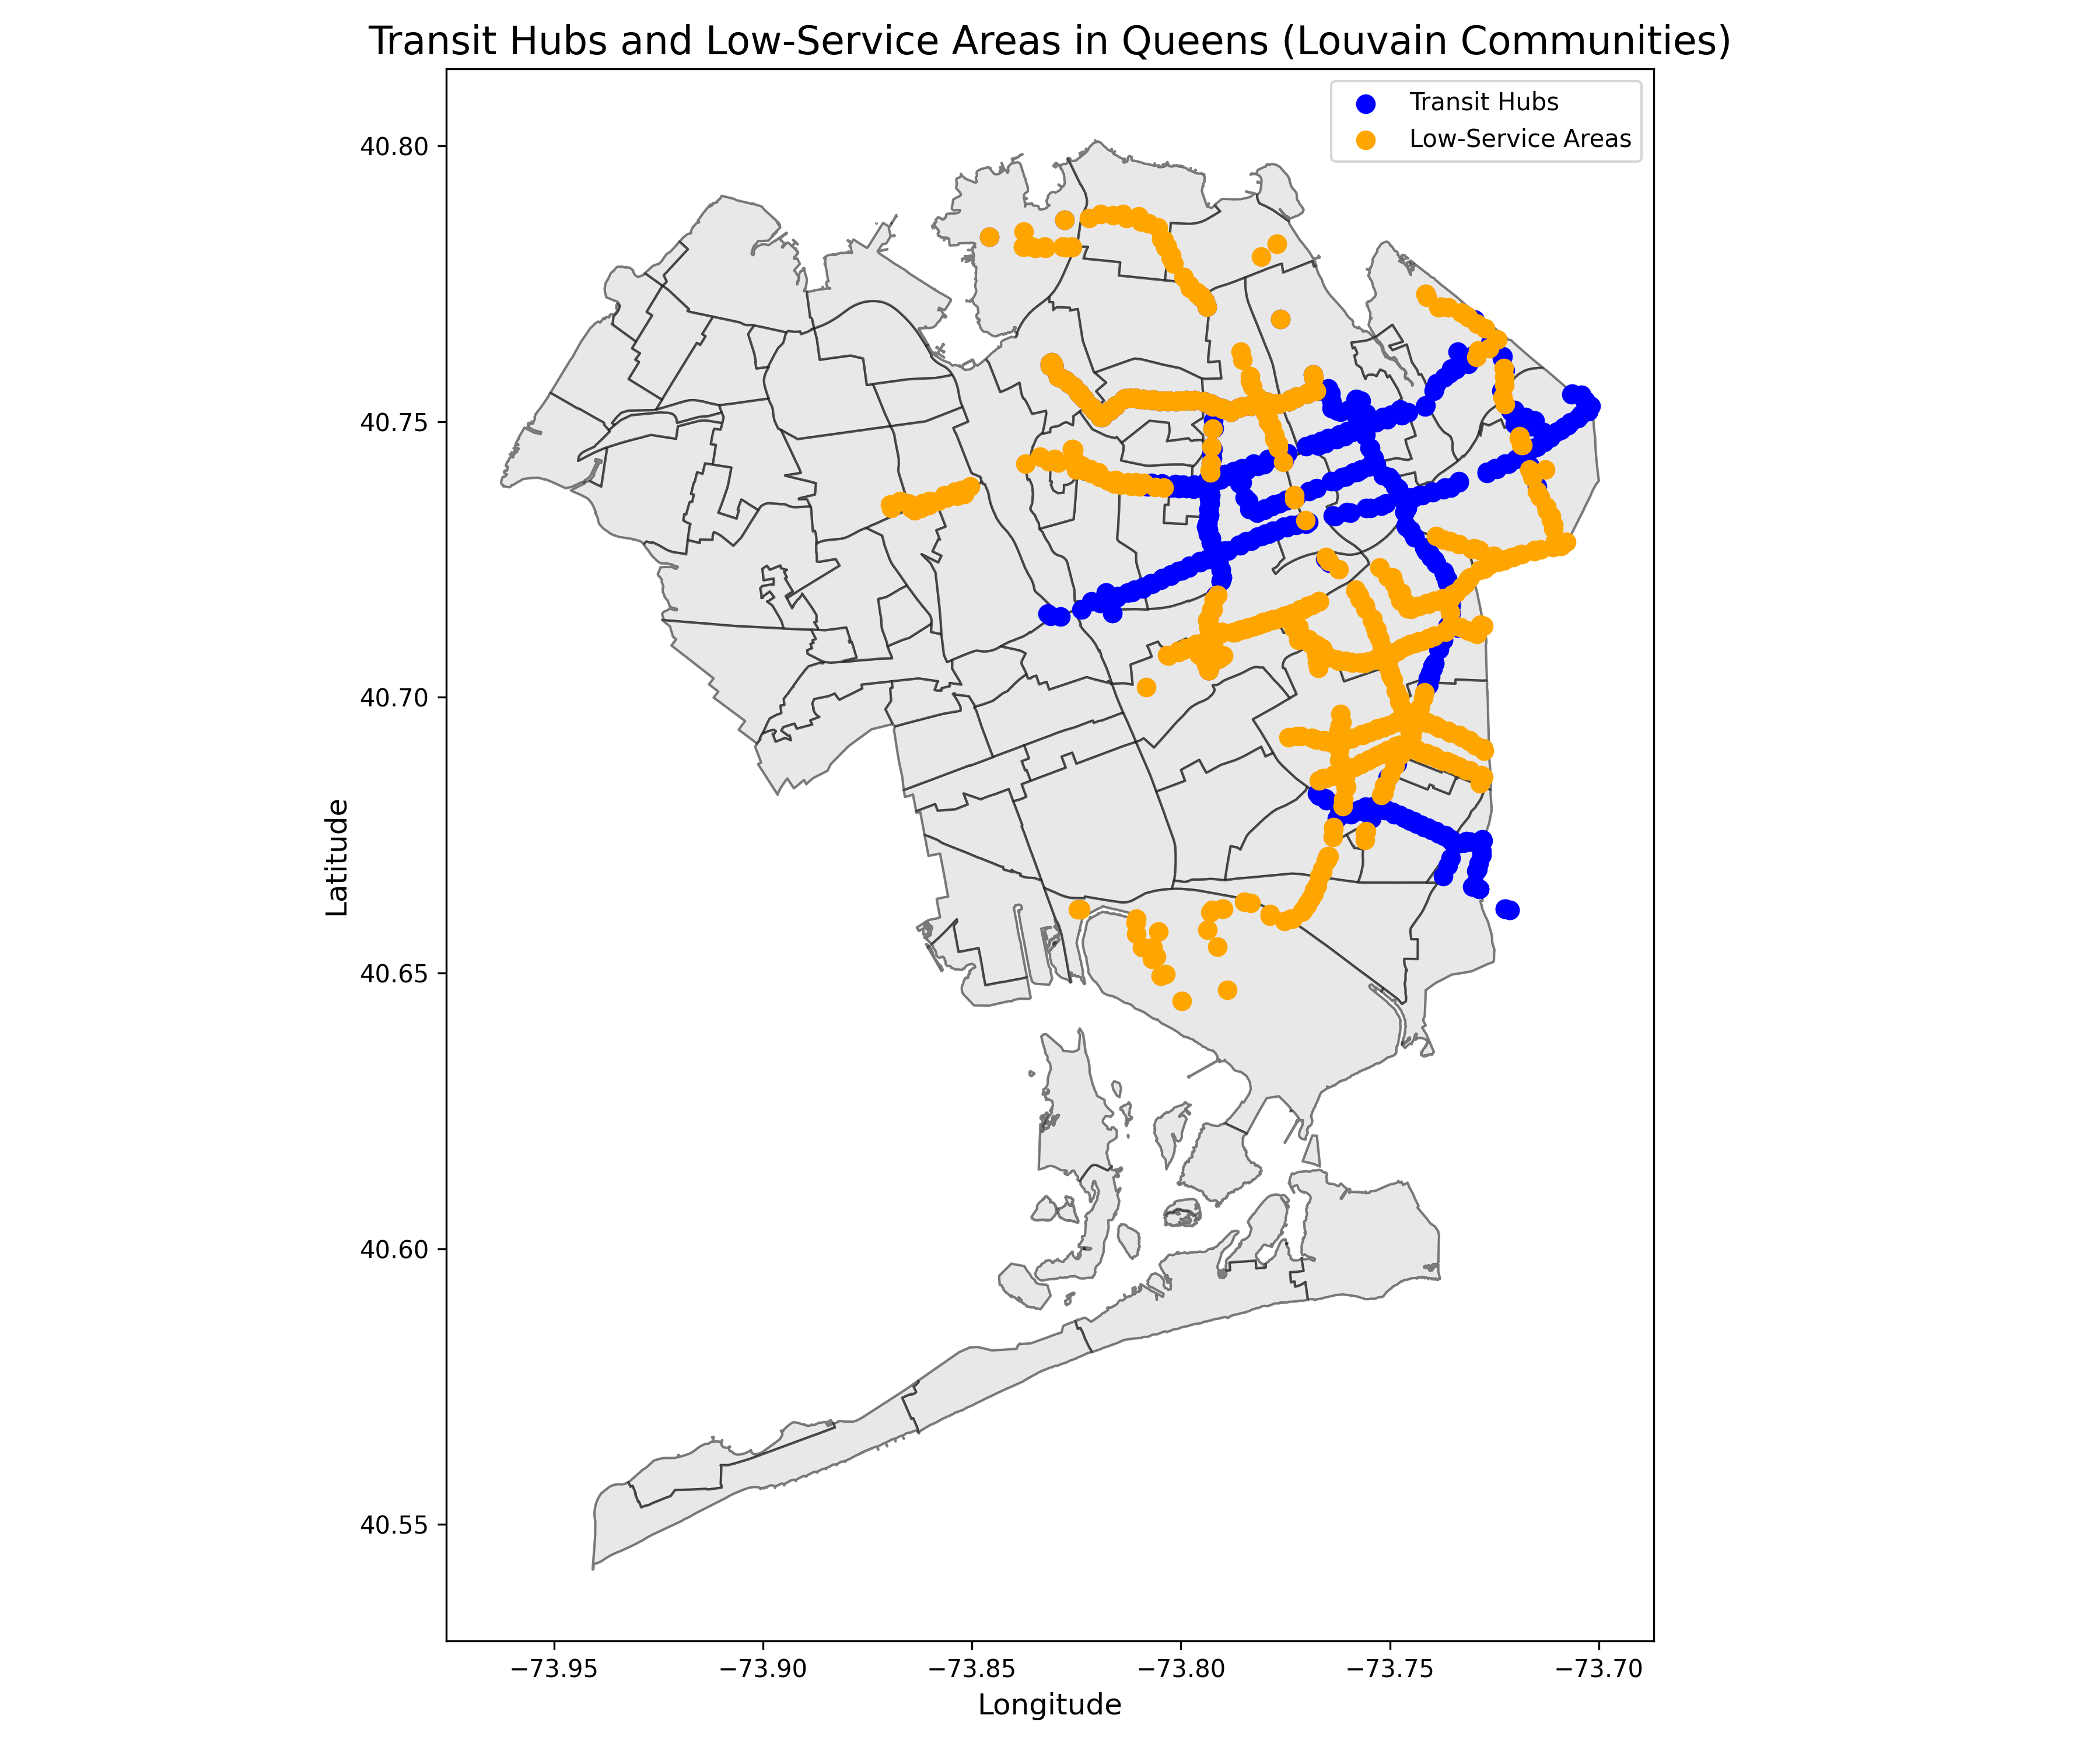 Transit Hubs and Low-Service Areas in Queens (Louvain Communities)
Transit Hubs
Low-Service Areas
40.80
40.75
40.70
40.65
40.60
40.55
Latitude
−73.95
−73.90
−73.85
−73.80
−73.75
−73.70
Longitude